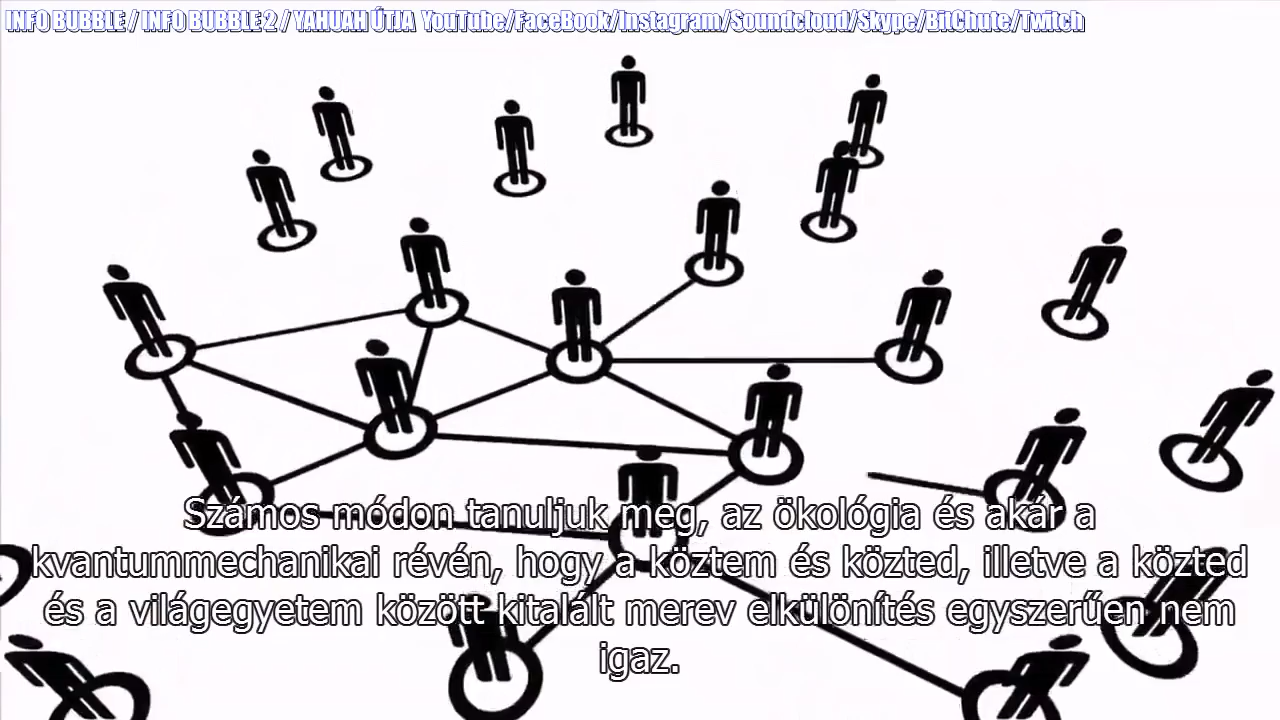 INFO BUBBLE / INFO BUBBLE 2 / YAHUAH ÚTJA YouTube/FaceBook/Instagram/Soundcloud/Skype/BitChute/Twitch
Számos módon tanuljuk meg, az ökológia és akár a
kvantummechanikai révén, hogy a köztem és közted, illetve a közted
és a világegyetem között kitalált merev elkülönítés egyszerűen nem
igaz.